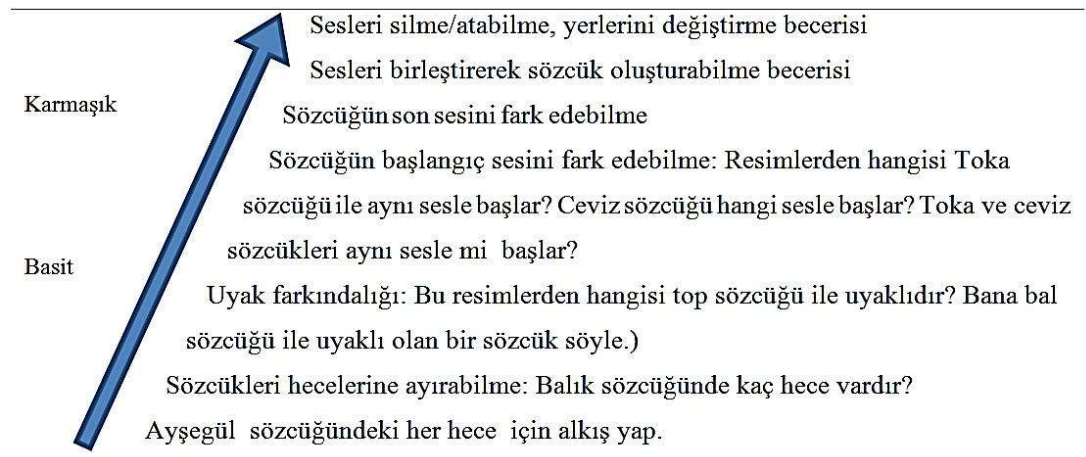 Sesleri silme/atabilme, yerlerini değiştirme becerisi
Sesleri birleştirerek sözcük oluşturabilme becerisi
Karmaşık
Sözcüğün son sesini fark edebilme
Sözcüğün başlangıç sesini fark edebilme: Resimlerden hangisi Toka
sözcüğü ile aynı sesle başlar? Ceviz sözcüğü hangi sesle başlar? Toka ve ceviz
sözcükleri aynı sesle mi başlar?
Basit
Uyak farkındalığı: Bu resimlerden hangisi top sözcüğü ile uyaklıdır? Bana bal
sözcüğü ile uyaklı olan bir sözcük söyle.)
Sözcükleri hecelerine ayırabilme: Balık sözcüğünde kaç hece vardır?
Ayşegül sözcüğündeki her hece için alkış yap.